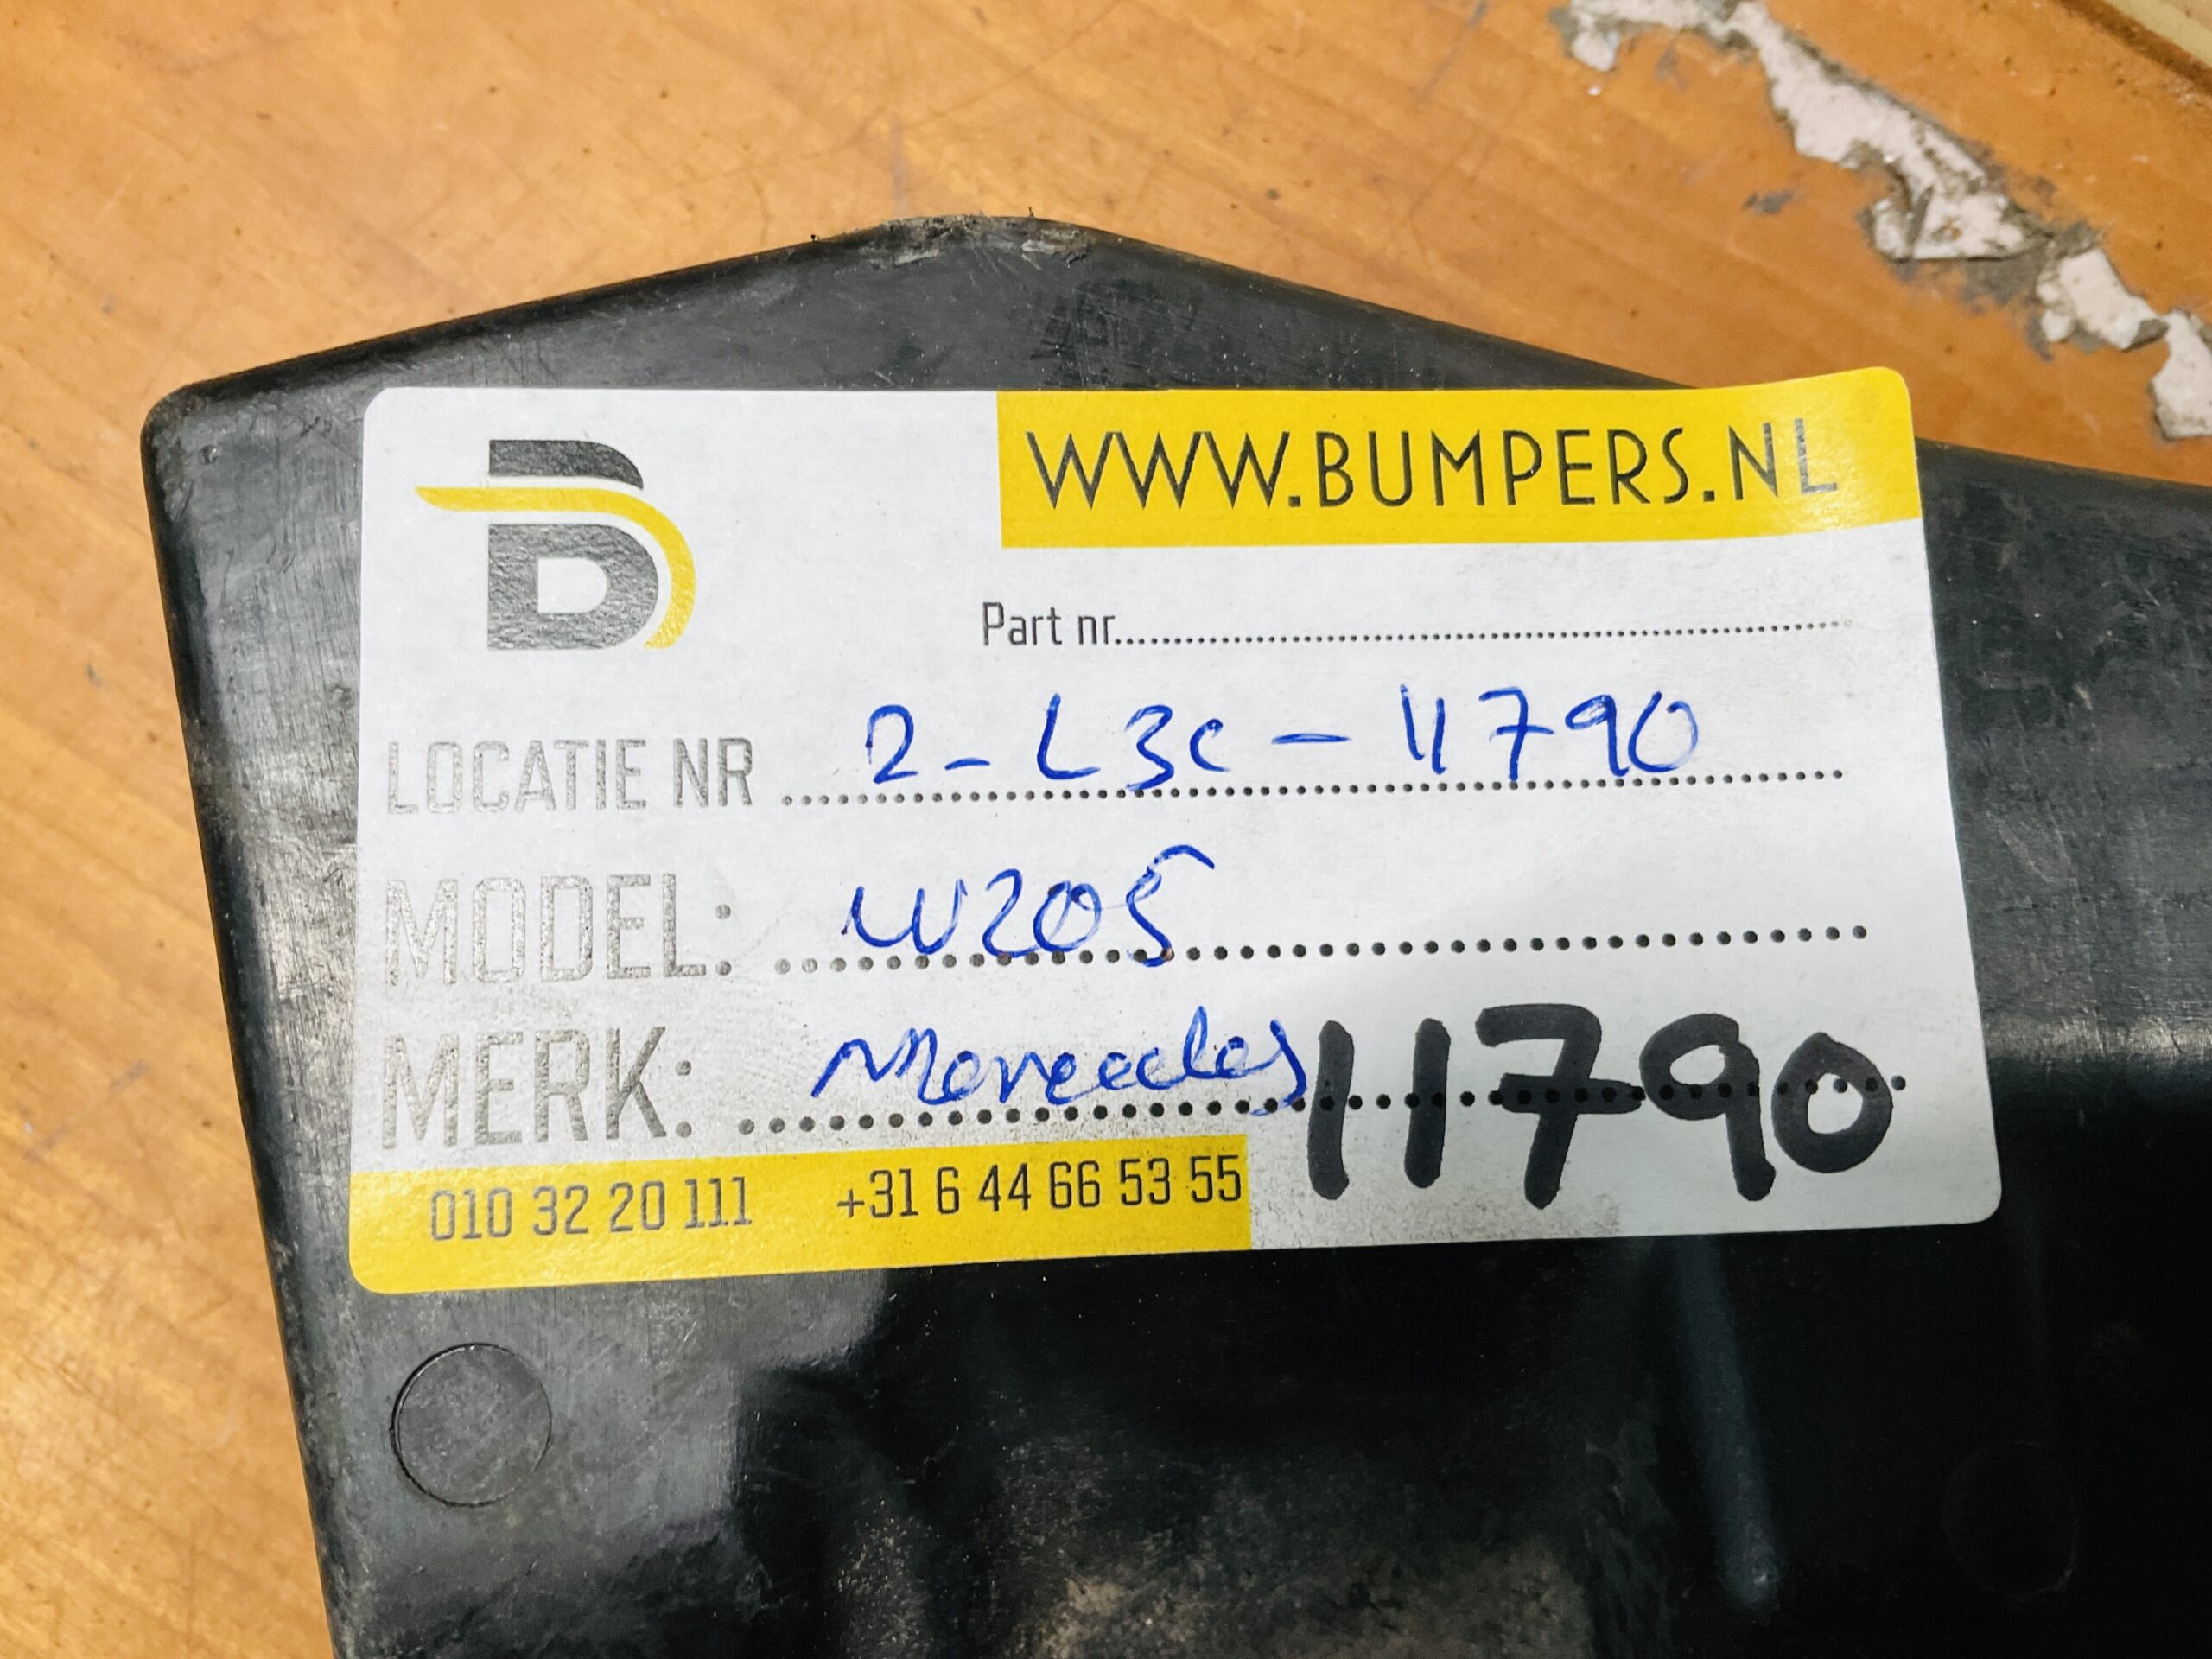 B
WWW.BUMPERS.NL
Part nr.........
LOCATIE NR 2-L3C-11790
MODEL: W205
MERK: Mercedes 11790
010 32 20 111 +31 6 44 66 53 55